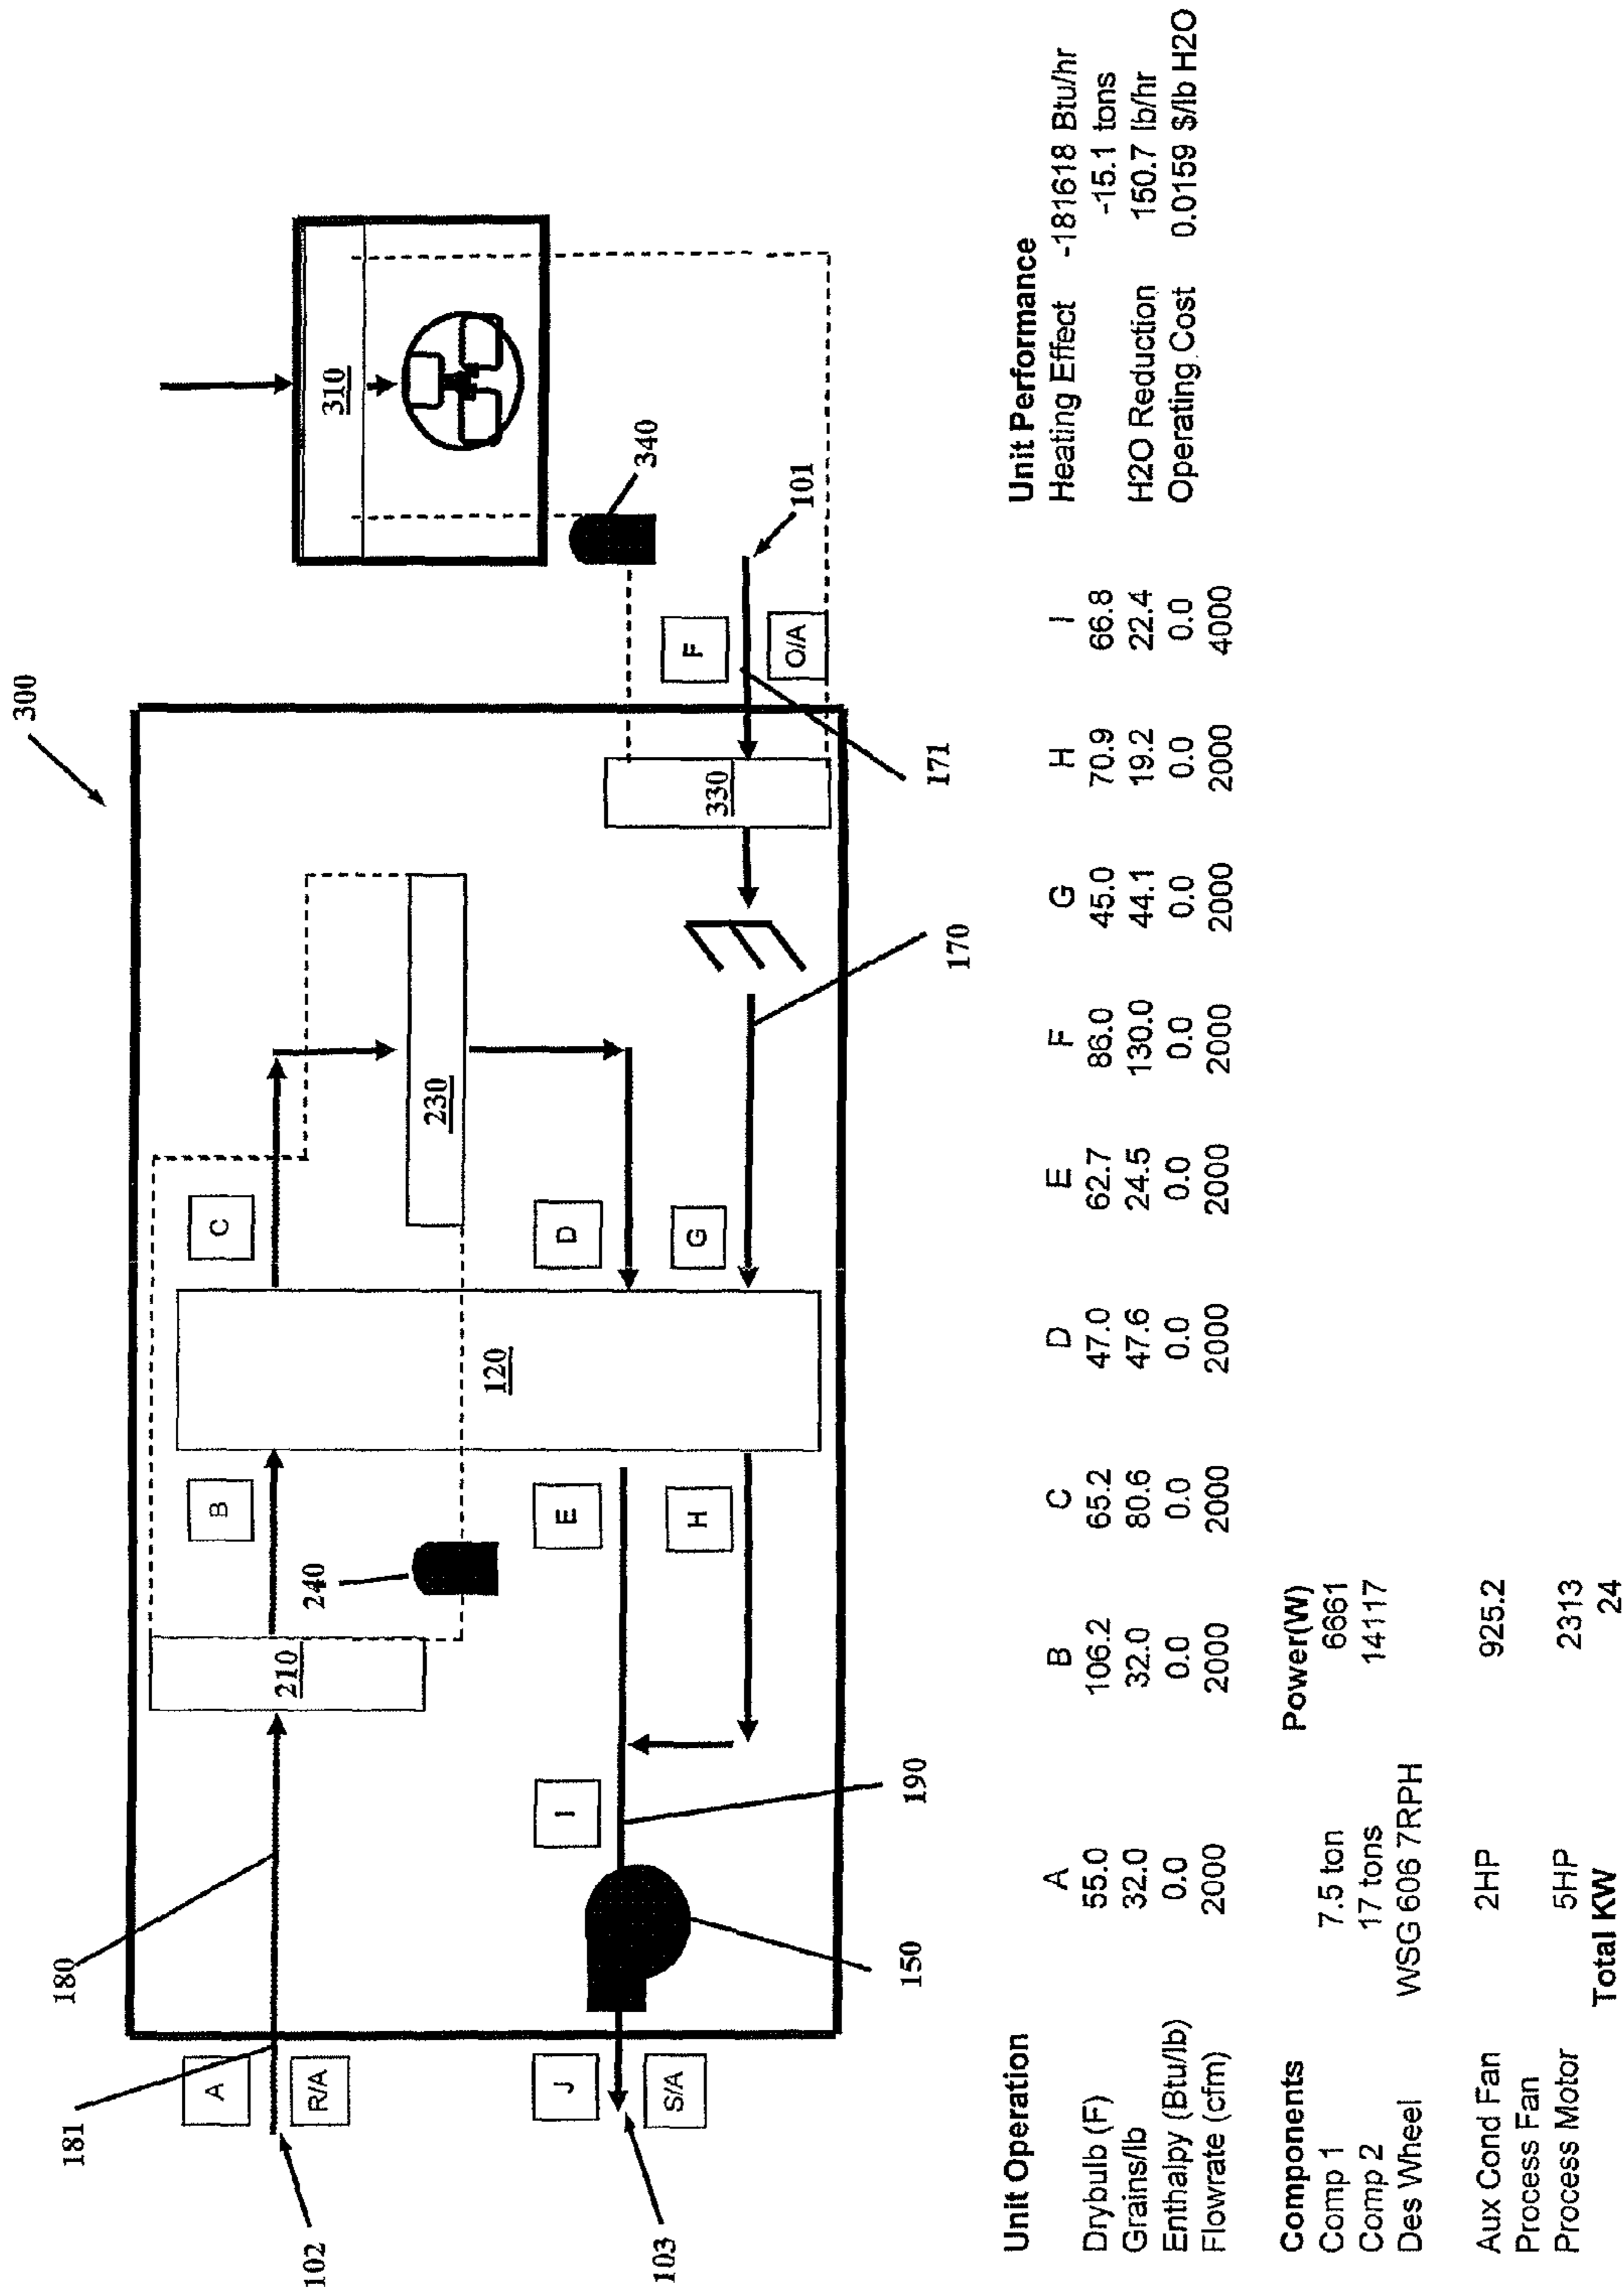 300
181
180
A
R/A
102
210
B
C
240
230
120
310
340
101
F
O/A
330
171
170
D
G
E
H
I
190
150
J
S/A
103
Unit Operation
A B C D E F G H I
Drybulb (F) 55.0 106.2 65.2 47.0 62.7 86.0 45.0 70.9 66.8
Grains/lb 32.0 32.0 80.6 47.6 24.5 130.0 44.1 19.2 22.4
Enthalpy (Btu/lb) 0.0 0.0 0.0 0.0 0.0 0.0 0.0 0.0 0.0
Flowrate (cfm) 2000 2000 2000 2000 2000 2000 2000 2000 4000
Unit Performance
Heating Effect -181618 Btu/hr
-15.1 tons
H2O Reduction 150.7 lb/hr
Operating Cost 0.0159 $/lb H2O
Components Power(W)
Comp 1 7.5 ton 6661
Comp 2 17 tons 14117
Des Wheel WSG 606 7RPH
Aux Cond Fan 2HP 925.2
Process Fan
Process Motor 5HP 2313
Total KW 24